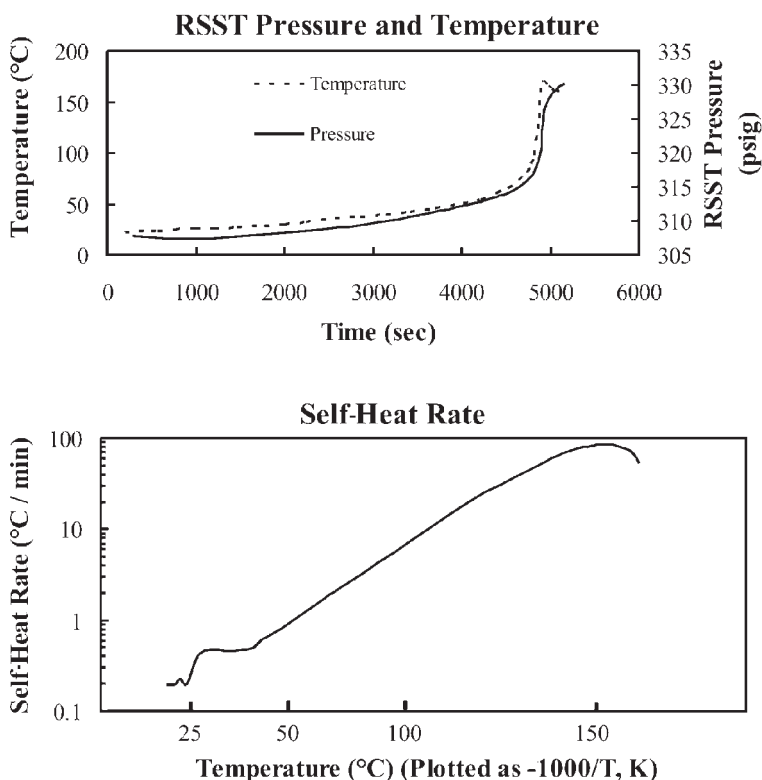 RSST Pressure and Temperature
Temperature (°C)
200
150
100
50
0
Temperature
Pressure
335
330
325
320
315
310
305
RSST Pressure
(psig)
0 1000 2000 3000 4000 5000 6000
Time (sec)
Self-Heat Rate
Self-Heat Rate (°C / min)
100
10
1
0.1
25 50 100 150
Temperature (°C) (Plotted as -1000/T, K)